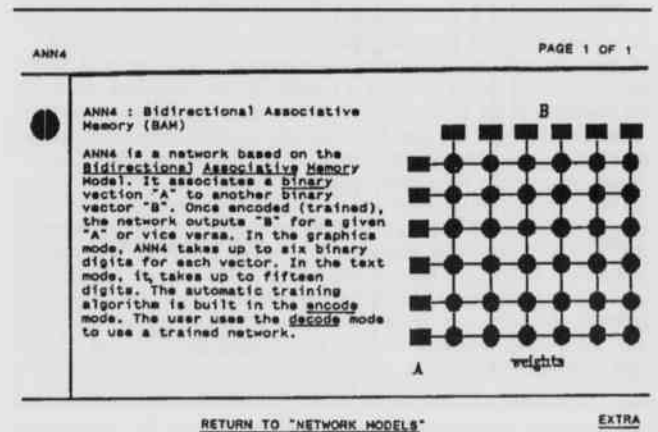 ANN4
PAGE 1 OF 1
ANN4 : Bidirectional Associative
Memory (BAM)
ANN4 is a network based on the
Bidirectional Associative Memory
Model. It associates a binary
vection "A" to another binary
vector "B". Once encoded (trained),
the network outputs "B" for a given
"A" or vice versa. In the graphics
mode, ANN4 takes up to six binary
digits for each vector. In the text
mode, it takes up to fifteen
digits. The automatic training
algorithm is built in the encode
mode. The user uses the decode mode
to use a trained network.
B
A
weights
RETURN TO "NETWORK MODELS"
EXTRA